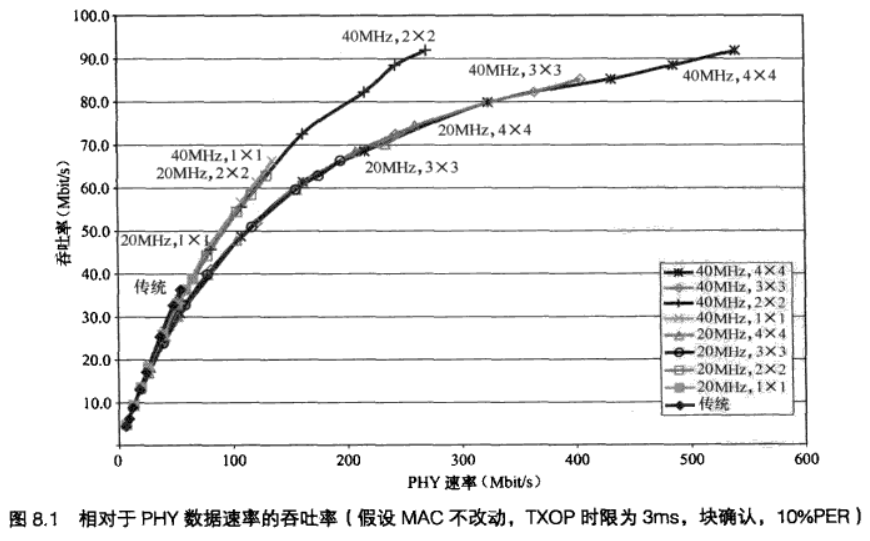 100.0
90.0
80.0
70.0
60.0
50.0
40.0
30.0
20.0
10.0
吞吐率(Mbit/s)
40MHz,2×2
40MHz,3×3
40MHz,4×4
20MHz,4×4
40MHz,1×1
20MHz,2×2
20MHz,3×3
20MHz,1×1
传统
40MHz,4×4
40MHz,3×3
40MHz,2×2
40MHz,1×1
20MHz,4×4
20MHz,3×3
20MHz,2×2
20MHz,1×1
传统
0 100 200 300 400 500 600
PHY 速率(Mbit/s)
图 8.1 相对于 PHY 数据速率的吞吐率(假设 MAC 不改动，TXOP 时限为 3ms，块确认，10%PER)